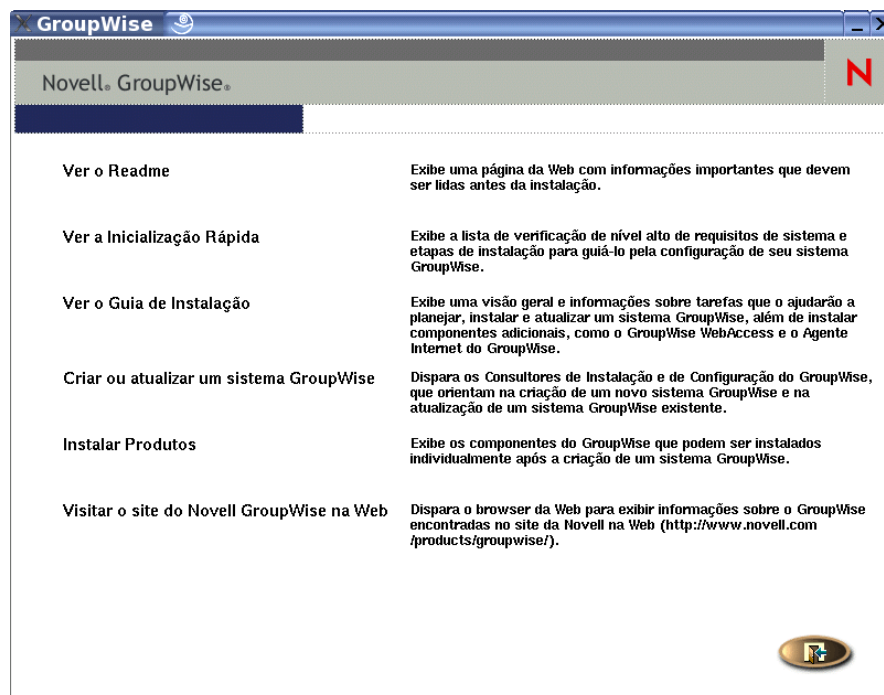 GroupWise
Novell® GroupWise®
N
Ver o Readme
Exibe uma página da Web com informações importantes que devem
ser lidas antes da instalação.
Ver a Inicialização Rápida
Exibe a lista de verificação de nível alto de requisitos de sistema e
etapas de instalação para guiá-lo pela configuração de seu sistema
GroupWise.
Ver o Guia de Instalação
Exibe uma visão geral e informações sobre tarefas que o ajudarão a
planejar, instalar e atualizar um sistema GroupWise, além de instalar
componentes adicionais, como o GroupWise WebAccess e o Agente
Internet do GroupWise.
Criar ou atualizar um sistema GroupWise
Dispara os Consultores de Instalação e de Configuração do GroupWise,
que orientam na criação de um novo sistema GroupWise e na
atualização de um sistema GroupWise existente.
Instalar Produtos
Exibe os componentes do GroupWise que podem ser instalados
individualmente após a criação de um sistema GroupWise.
Visitar o site do Novell GroupWise na Web
Dispara o browser da Web para exibir informações sobre o GroupWise
encontradas no site da Novell na Web (http://www.novell.com
/products/groupwise/).